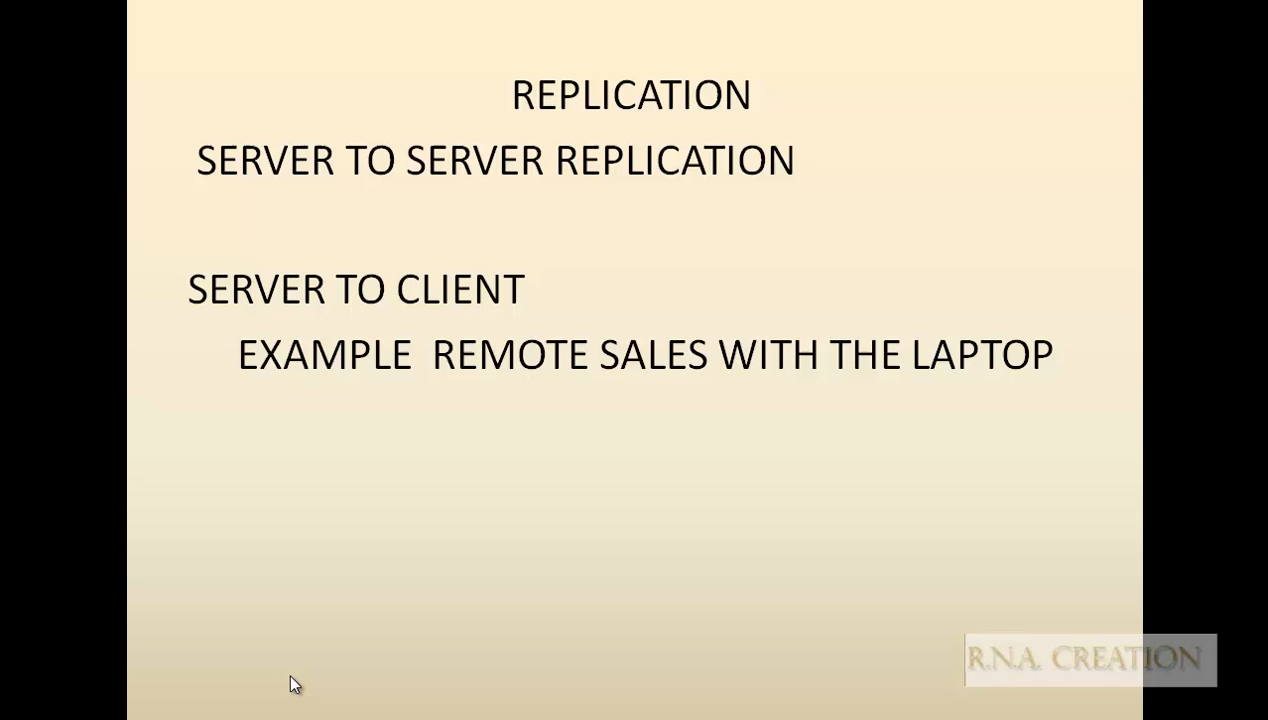 REPLICATION
SERVER TO SERVER REPLICATION
SERVER TO CLIENT
EXAMPLE REMOTE SALES WITH THE LAPTOP
R.N.A. CREATION